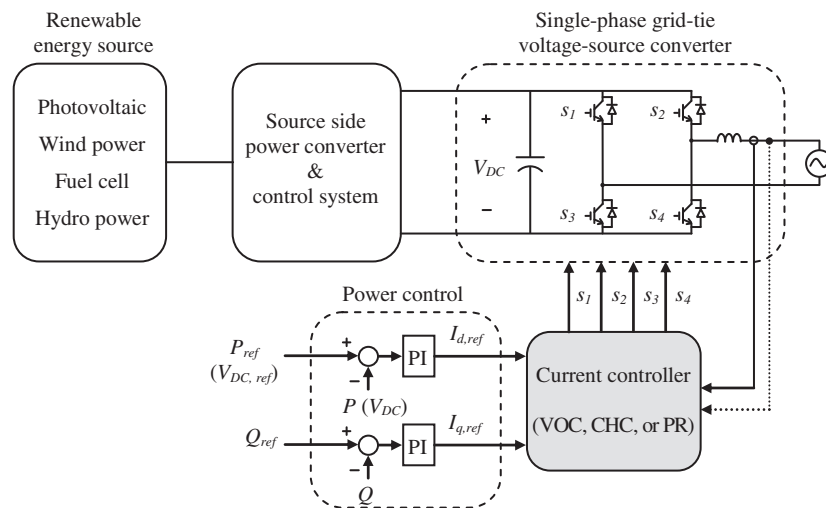 Renewable
energy source
Photovoltaic
Wind power
Fuel cell
Hydro power
Source side
power converter
&
control system
Single-phase grid-tie
voltage-source converter
+
V_DC
−
s_1
s_2
s_3
s_4
s_1
s_2
s_3
s_4
Power control
P_ref
(V_DC, ref)
+
−
PI
I_d,ref
P (V_DC)
Q_ref
+
−
PI
I_q,ref
Q
Current controller
(VOC, CHC, or PR)